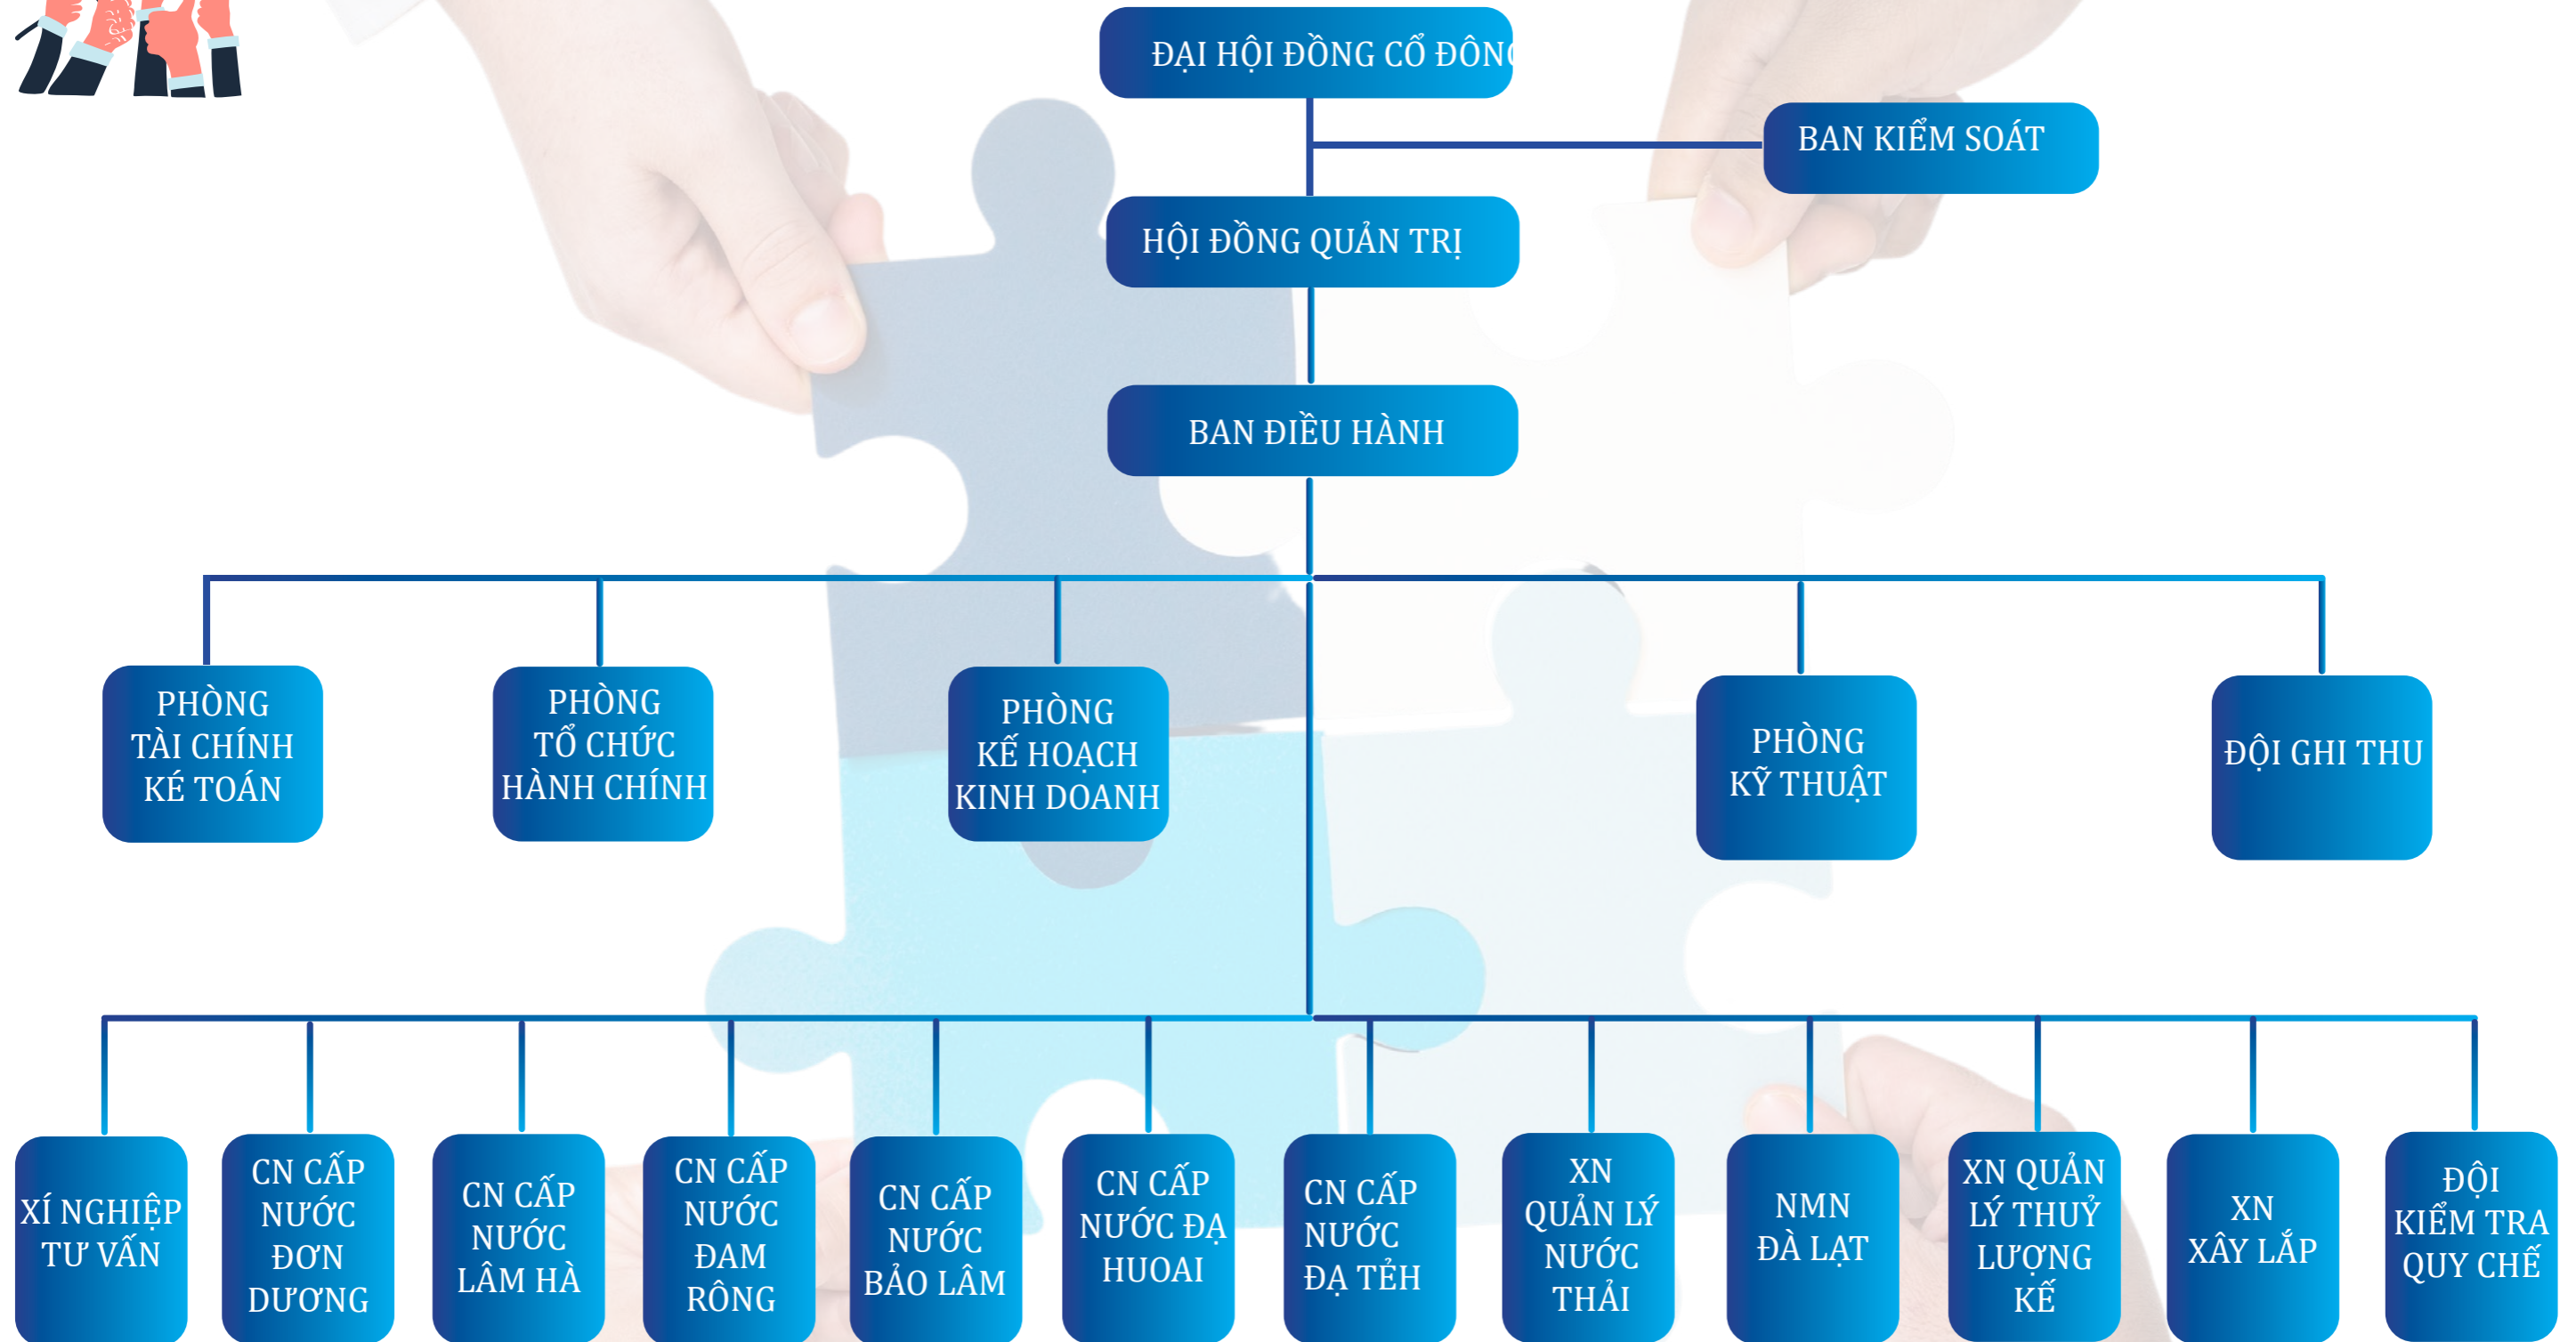 ĐẠI HỘI ĐỒNG CỔ ĐÔNG
BAN KIỂM SOÁT
HỘI ĐỒNG QUẢN TRỊ
BAN ĐIỀU HÀNH
PHÒNG
TÀI CHÍNH
KÉ TOÁN
PHÒNG
TỔ CHỨC
HÀNH CHÍNH
PHÒNG
KẾ HOẠCH
KINH DOANH
PHÒNG
KỸ THUẬT
ĐỘI GHI THU
XÍ NGHIỆP
TƯ VẤN
CN CẤP
NƯỚC
ĐƠN
DƯƠNG
CN CẤP
NƯỚC
LÂM HÀ
CN CẤP
NƯỚC
ĐAM
RÔNG
CN CẤP
NƯỚC
BẢO LÂM
CN CẤP
NƯỚC ĐẠ
HUOAI
CN CẤP
NƯỚC
ĐẠ TẺH
XN
QUẢN LÝ
NƯỚC
THẢI
NMN
ĐÀ LẠT
XN QUẢN
LÝ THUỶ
LƯỢNG
KẾ
XN
XÂY LẮP
ĐỘI
KIỂM TRA
QUY CHẾ